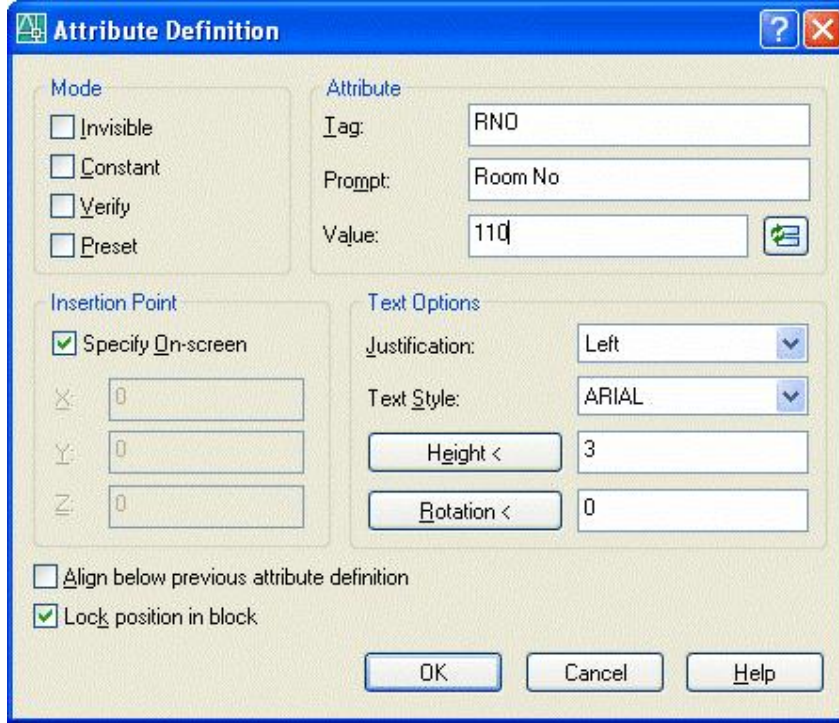 Attribute Definition
Mode
Invisible
Constant
Verify
Preset
Attribute
Tag: RNO
Prompt: Room No
Value: 110
Insertion Point
Specify On-screen
X: 0
Y: 0
Z: 0
Text Options
Justification: Left
Text Style: ARIAL
Height < 3
Rotation < 0
Align below previous attribute definition
Lock position in block
OK Cancel Help